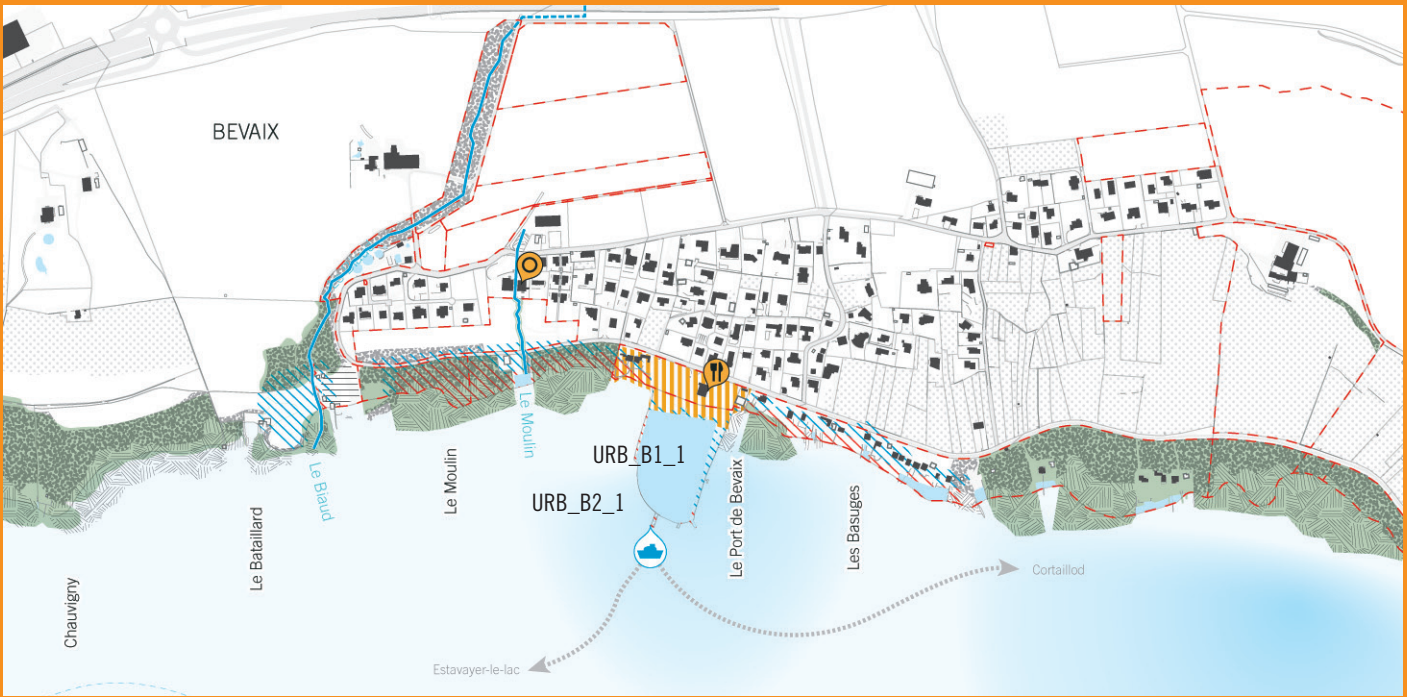 BEVAIX
Le Moulin
URB_B1_1
URB_B2_1
Le Biaud
Le Moulin
Le Bataillard
Le Port de Bevaix
Les Basuges
Chauvigny
Cortaillod
Estavayer-le-lac